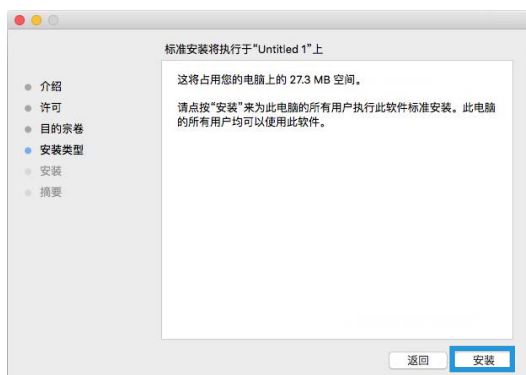 标准安装将执行于“Untitled 1”上
介绍
许可
目的宗卷
安装类型
安装
摘要
这将占用您的电脑上的 27.3 MB 空间。
请点按“安装”来为此电脑的所有用户执行此软件标准安装。此电脑
的所有用户均可以使用此软件。
返回
安装